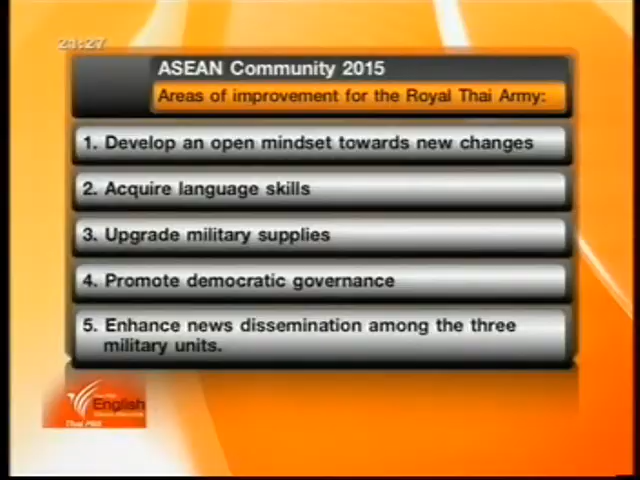 21:27
ASEAN Community 2015
Areas of improvement for the Royal Thai Army:
1. Develop an open mindset towards new changes
2. Acquire language skills
3. Upgrade military supplies
4. Promote democratic governance
5. Enhance news dissemination among the three
military units.
English
Thai PBS